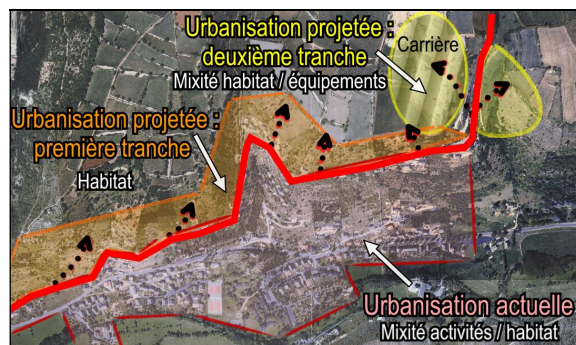 Urbanisation projetée :
deuxième tranche
Mixité habitat / équipements
Carrière
Urbanisation projetée :
première tranche
Habitat
Urbanisation actuelle
Mixité activités / habitat